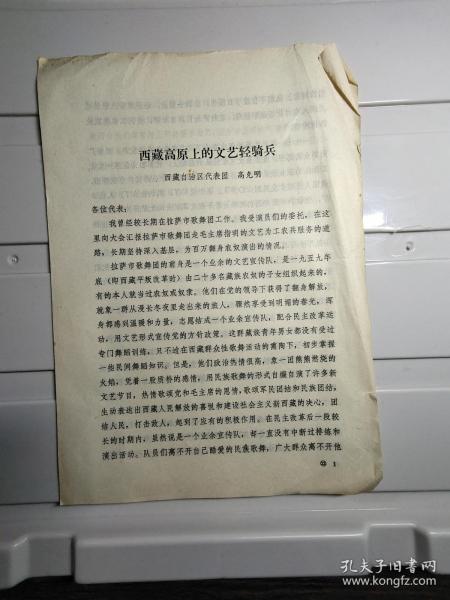 西藏高原上的文艺轻骑兵
西藏自治区代表团 高允明
各位代表：
我曾经较长期在拉萨市歌舞团工作。我受演员们的委托，在这
里向大会汇报拉萨市歌舞团走毛主席指明的文艺为工农兵服务的道
路，长期坚持深入基层，为百万翻身农奴演出的情况。
拉萨市歌舞团的前身是一个业余的文艺宣传队，是一九五九年
底（即西藏平叛改革时）由二十多名藏族农奴的子女组织起来的，
有的本人就当过农奴或奴隶。他们在党的领导下获得了翻身解放，
就象一群从漫长冬夜里走出来的旅人，骤然享受到明媚的春光，浑
身都感到温暖和力量，志愿结成一个业余宣传队，配合民主改革运
动，用文艺形式宣传党的方针政策。这群藏族青年男女都没有受过
专门舞蹈训练，只不过在西藏群众性歌舞活动的熏陶下，初步掌握
一些民间舞蹈知识。但是，他们政治热情很高，象一团熊熊燃烧的
火焰，凭着一股质朴的感情，用民族歌舞的形式自编自演了许多新
文艺节目，热情歌颂党和毛主席的恩情，歌颂军民团结和民族团结，
生动表达出西藏人民解放的喜悦和建设社会主义新西藏的决心，团
结人民，打击敌人，起到了应有的积极作用。在民主改革后一段较
长的时期内，虽然说是一个业余宣传队，却一直没有中断过排练和
演出活动。队员们离不开自己酷爱的民族歌舞，广大群众离不开他
1
孔夫子旧书网
www.kongfz.com